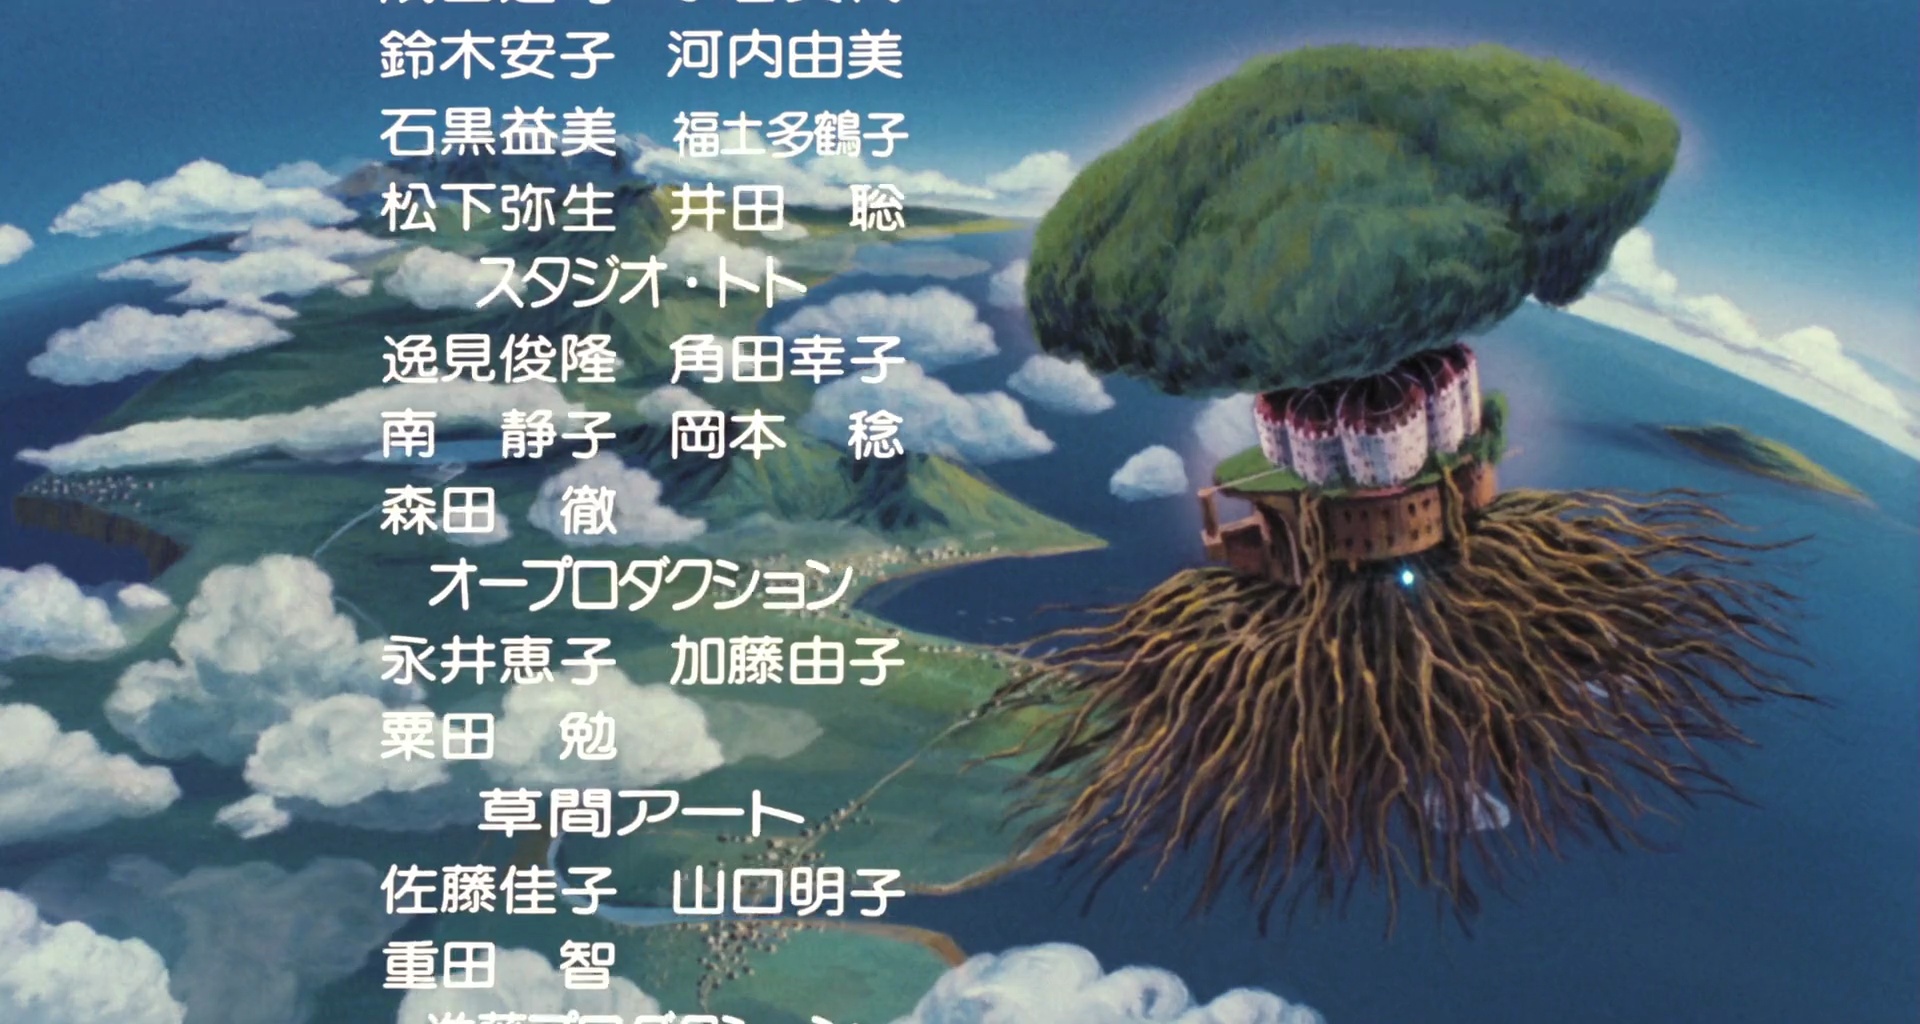 鈴木安子　河内由美
石黒益美　福士多鶴子
松下弥生　井田　聡
スタジオ・トト
逸見俊隆　角田幸子
南　静子　岡本　稔
森田　徹
オープロダクション
永井恵子　加藤由子
粟田　勉
草間アート
佐藤佳子　山口明子
重田　智